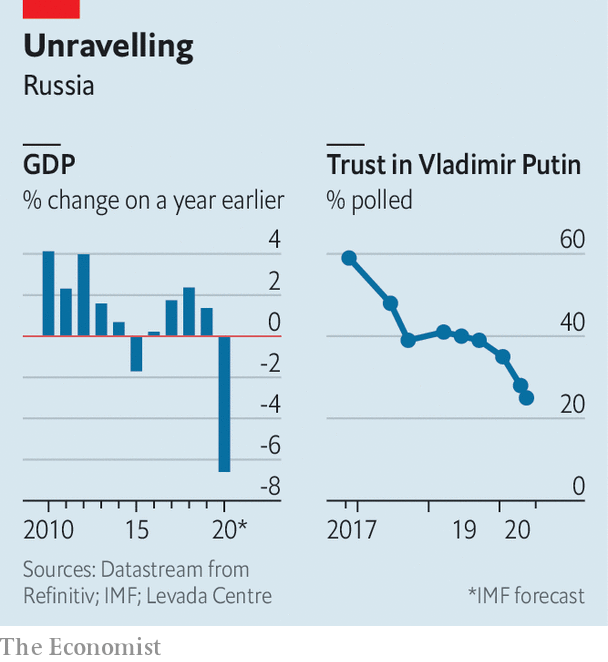 Unravelling
Russia
GDP
% change on a year earlier
4
2
0
-2
-4
-6
-8
2010 15 20*
Trust in Vladimir Putin
% polled
60
40
20
0
2017 19 20
Sources: Datastream from
Refinitiv; IMF; Levada Centre
*IMF forecast
The Economist